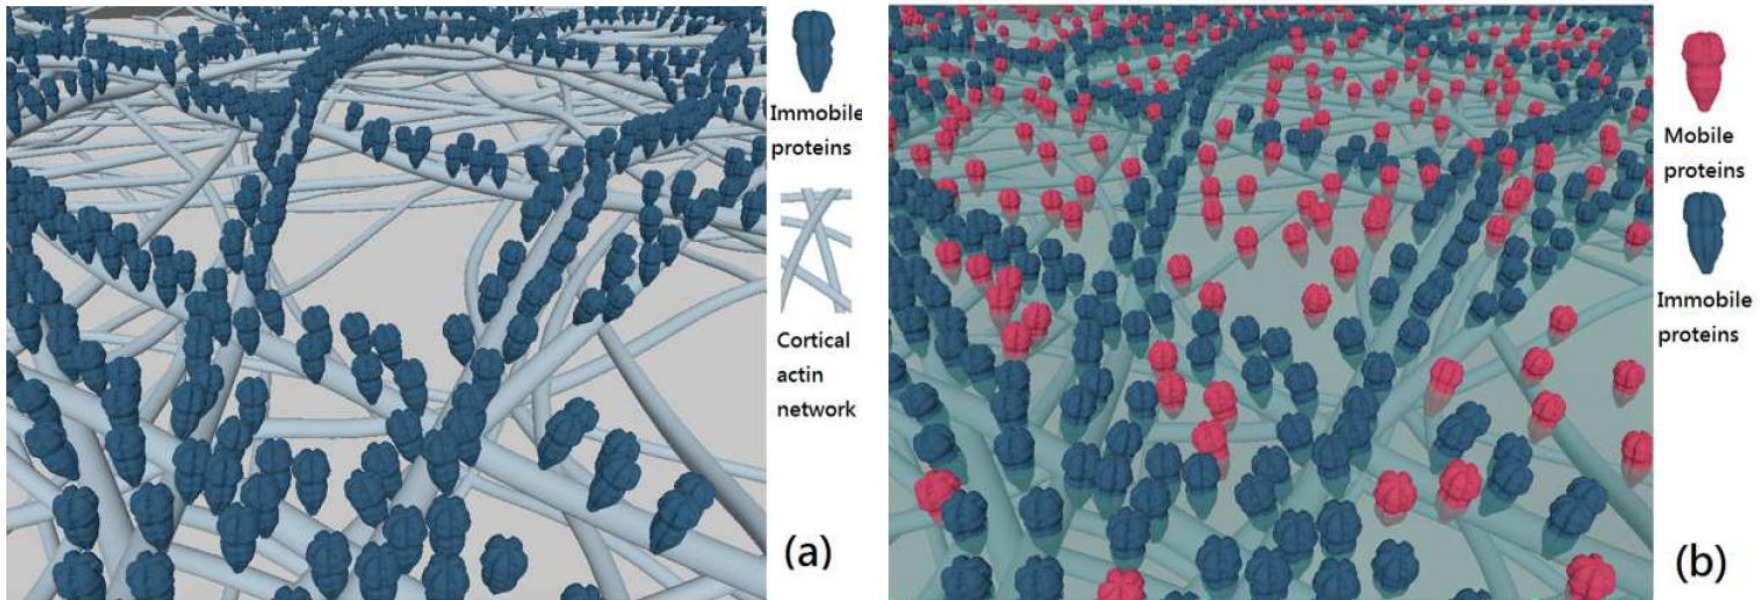 Immobile
proteins
Cortical
actin
network
(a)
Mobile
proteins
Immobile
proteins
(b)